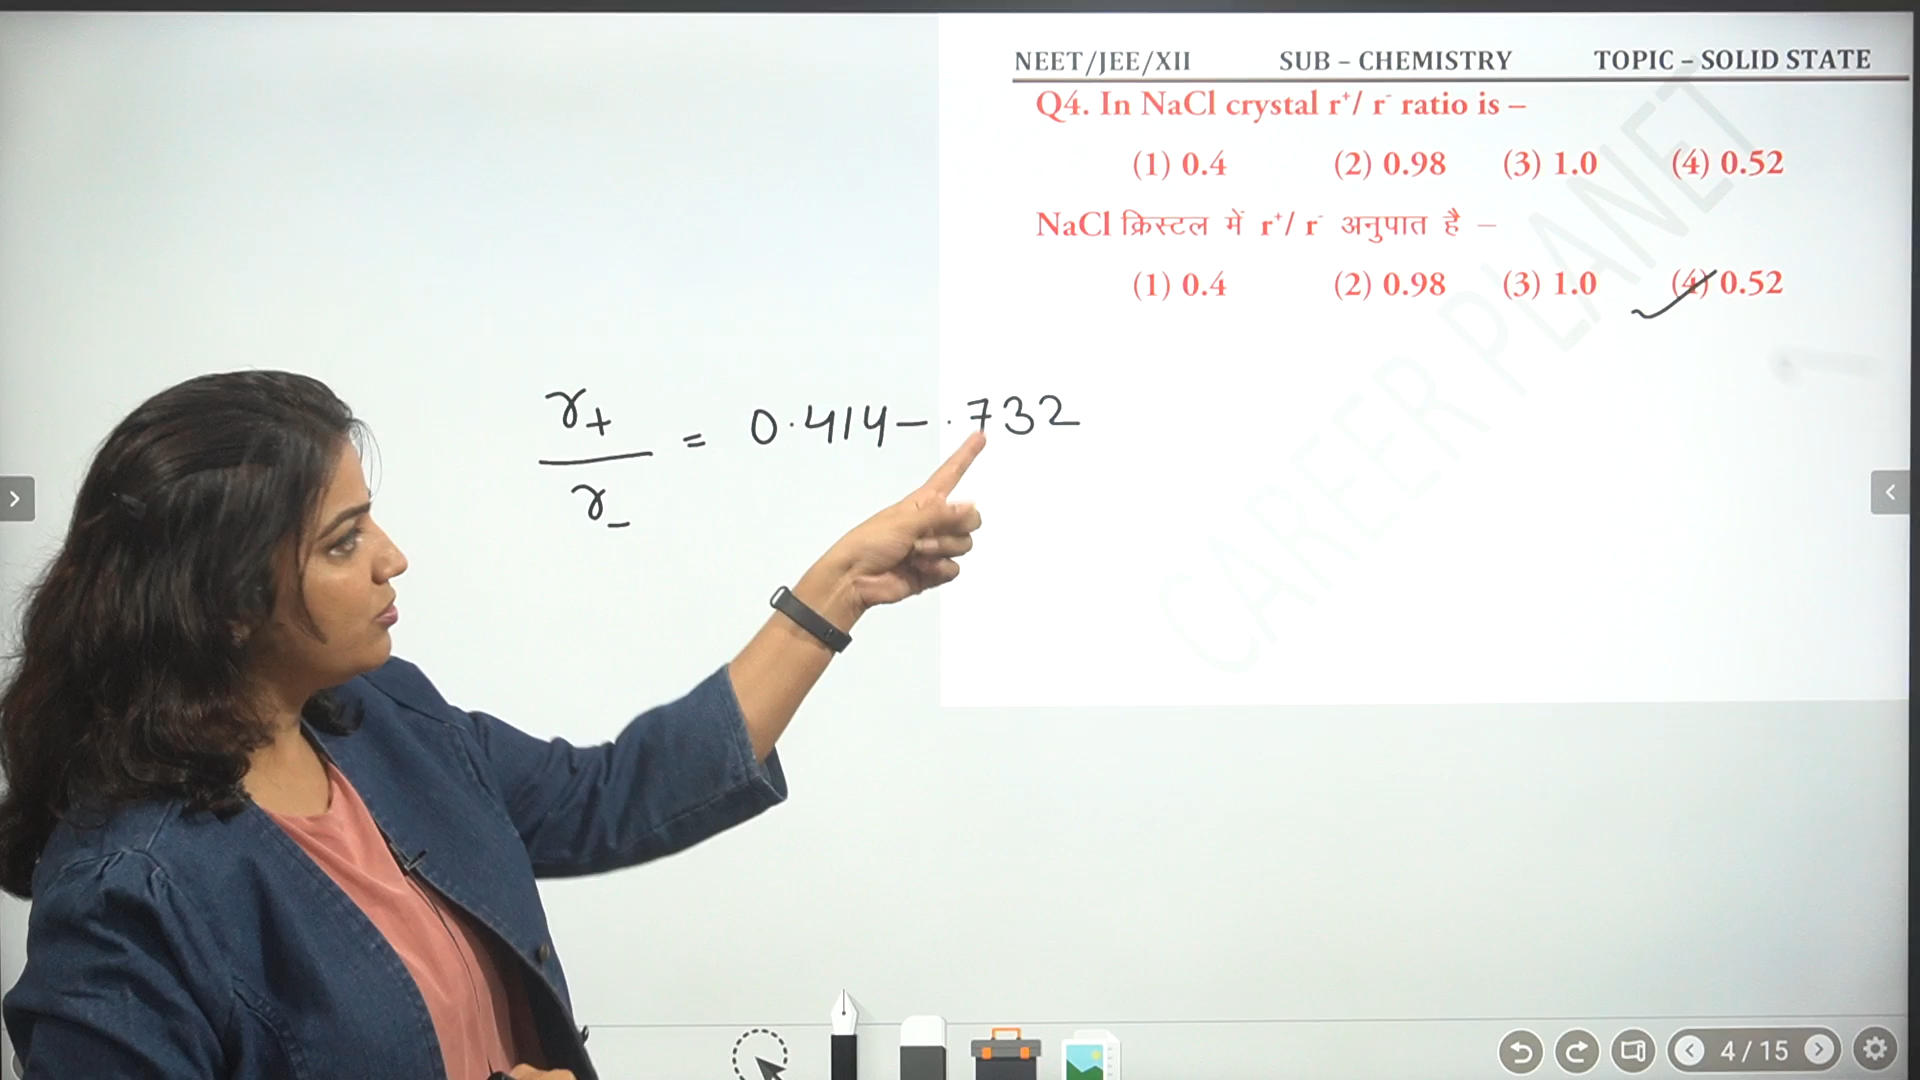 NEET/JEE/XII SUB – CHEMISTRY TOPIC – SOLID STATE
Q4. In NaCl crystal r⁺/ r⁻ ratio is –
(1) 0.4 (2) 0.98 (3) 1.0 (4) 0.52
NaCl क्रिस्टल में r⁺/ r⁻ अनुपात है –
(1) 0.4 (2) 0.98 (3) 1.0 (4) 0.52
r+
= 0.414 – .732
r-
CAREER PLANET
4 / 15